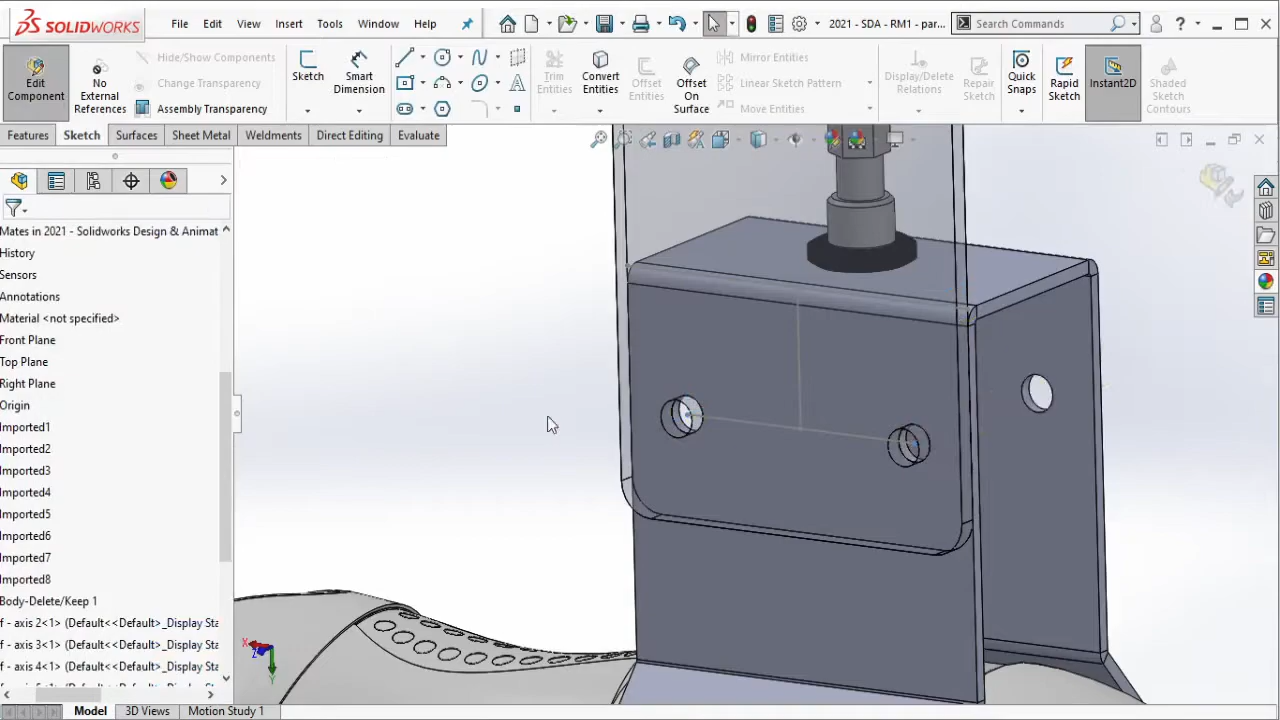 SOLIDWORKS
File Edit View Insert Tools Window Help
2021 - SDA - RM1 - par...
Search Commands
Edit Component
No External References
Hide/Show Components
Change Transparency
Assembly Transparency
Sketch
Smart Dimension
Trim Entities
Convert Entities
Offset Entities
Offset On Surface
Mirror Entities
Linear Sketch Pattern
Move Entities
Display/Delete Relations
Repair Sketch
Quick Snaps
Rapid Sketch
Instant2D
Shaded Sketch Contours
Features Sketch Surfaces Sheet Metal Weldments Direct Editing Evaluate
Mates in 2021 - Solidworks Design & Animat
History
Sensors
Annotations
Material <not specified>
Front Plane
Top Plane
Right Plane
Origin
Imported1
Imported2
Imported3
Imported4
Imported5
Imported6
Imported7
Imported8
Body-Delete/Keep 1
f - axis 2<1> (Default<<Default>_Display Sta
f - axis 3<1> (Default<<Default>_Display Sta
f - axis 4<1> (Default<<Default>_Display Sta
X
Z
Y
Model 3D Views Motion Study 1